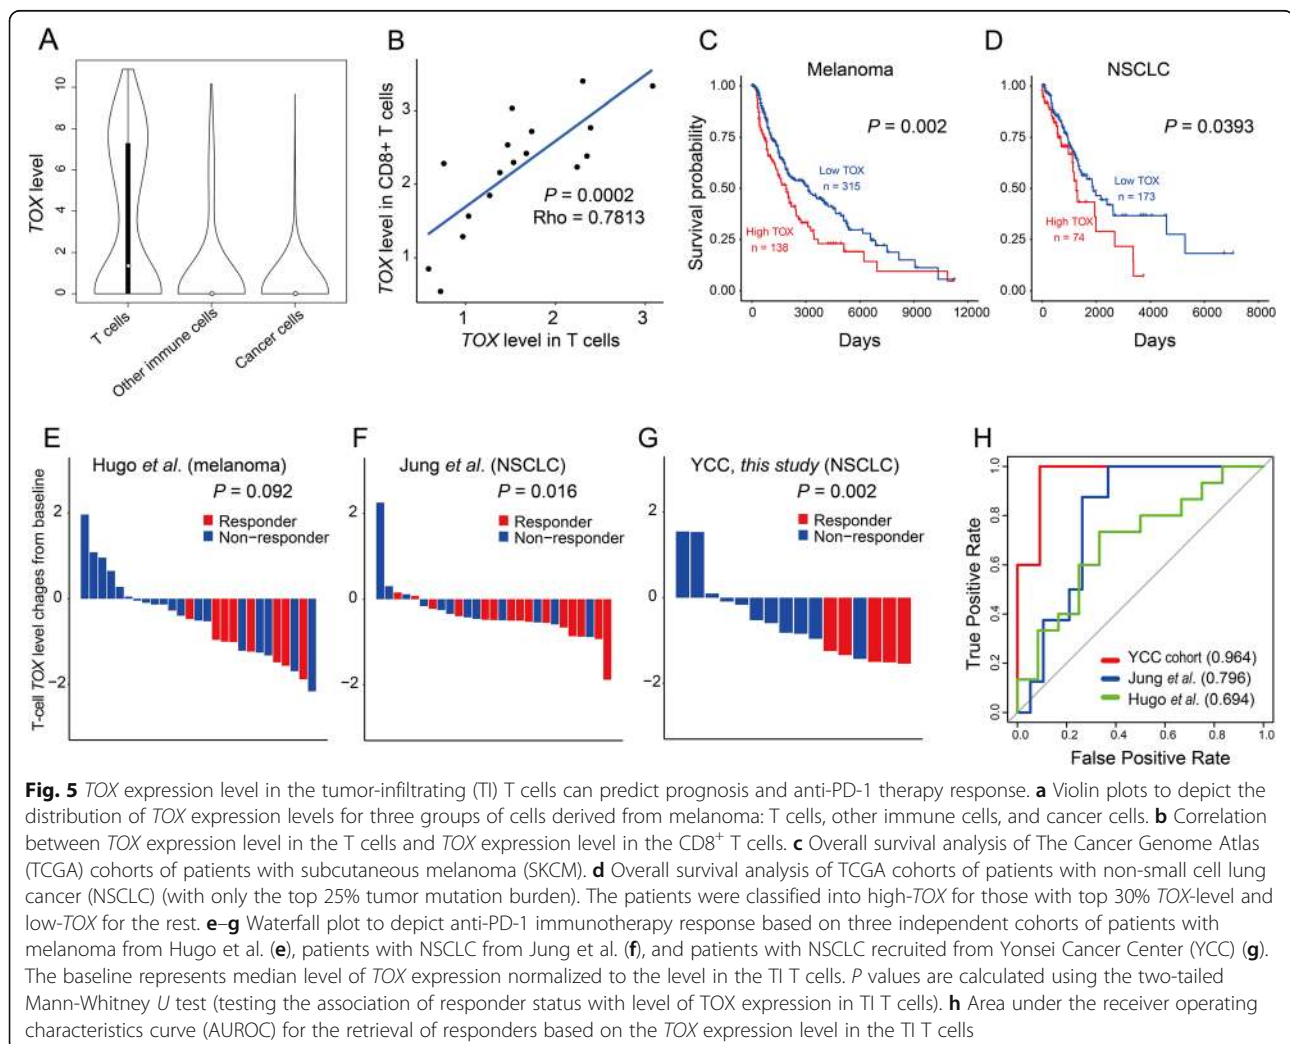 A
TOX level
10
8
6
4
2
0
T cells
Other immune cells
Cancer cells
B
TOX level in CD8+ T cells
3
2
1
P = 0.0002
Rho = 0.7813
1
2
3
TOX level in T cells
C
Melanoma
Survival probability
1.00
0.75
0.50
0.25
0.00
P = 0.002
Low TOX
n = 315
High TOX
n = 138
0
3000
6000
9000
12000
Days
D
NSCLC
1.00
0.75
0.50
0.25
0.00
P = 0.0393
Low TOX
n = 173
High TOX
n = 74
0
2000
4000
6000
8000
Days
E
Hugo et al. (melanoma)
P = 0.092
Responder
Non-responder
T-cell TOX level chages from baseline
2
0
−2
F
Jung et al. (NSCLC)
P = 0.016
Responder
Non-responder
2
0
−2
G
YCC, this study (NSCLC)
P = 0.002
Responder
Non-responder
2
0
−2
H
True Positive Rate
1.0
0.8
0.6
0.4
0.2
0.0
YCC cohort (0.964)
Jung et al. (0.796)
Hugo et al. (0.694)
0.0
0.2
0.4
0.6
0.8
1.0
False Positive Rate
Fig. 5 TOX expression level in the tumor-infiltrating (TI) T cells can predict prognosis and anti-PD-1 therapy response. a Violin plots to depict the
distribution of TOX expression levels for three groups of cells derived from melanoma: T cells, other immune cells, and cancer cells. b Correlation
between TOX expression level in the T cells and TOX expression level in the CD8+ T cells. c Overall survival analysis of The Cancer Genome Atlas
(TCGA) cohorts of patients with subcutaneous melanoma (SKCM). d Overall survival analysis of TCGA cohorts of patients with non-small cell lung
cancer (NSCLC) (with only the top 25% tumor mutation burden). The patients were classified into high-TOX for those with top 30% TOX-level and
low-TOX for the rest. e–g Waterfall plot to depict anti-PD-1 immunotherapy response based on three independent cohorts of patients with
melanoma from Hugo et al. (e), patients with NSCLC from Jung et al. (f), and patients with NSCLC recruited from Yonsei Cancer Center (YCC) (g).
The baseline represents median level of TOX expression normalized to the level in the TI T cells. P values are calculated using the two-tailed
Mann-Whitney U test (testing the association of responder status with level of TOX expression in TI T cells). h Area under the receiver operating
characteristics curve (AUROC) for the retrieval of responders based on the TOX expression level in the TI T cells